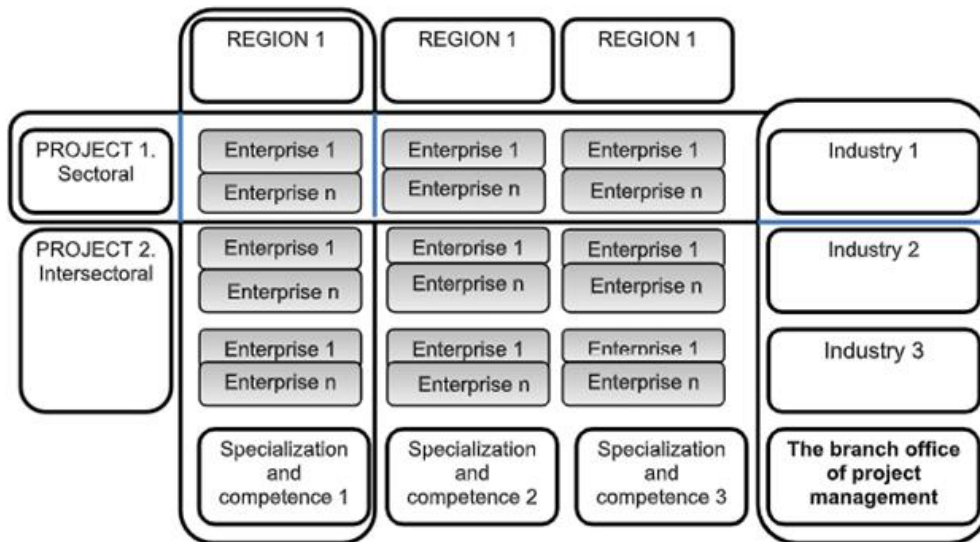 REGION 1
REGION 1
REGION 1
PROJECT 1.
Sectoral
Enterprise 1
Enterprise 1
Enterprise 1
Industry 1
Enterprise n
Enterprise n
Enterprise n
PROJECT 2.
Intersectoral
Enterprise 1
Enterprise 1
Enterprise 1
Industry 2
Enterprise n
Enterprise n
Enterprise n
Enterprise 1
Enterprise 1
Enterprise 1
Industry 3
Enterprise n
Enterprise n
Enterprise n
Specialization
and
competence 1
Specialization
and
competence 2
Specialization
and
competence 3
The branch office
of project
management